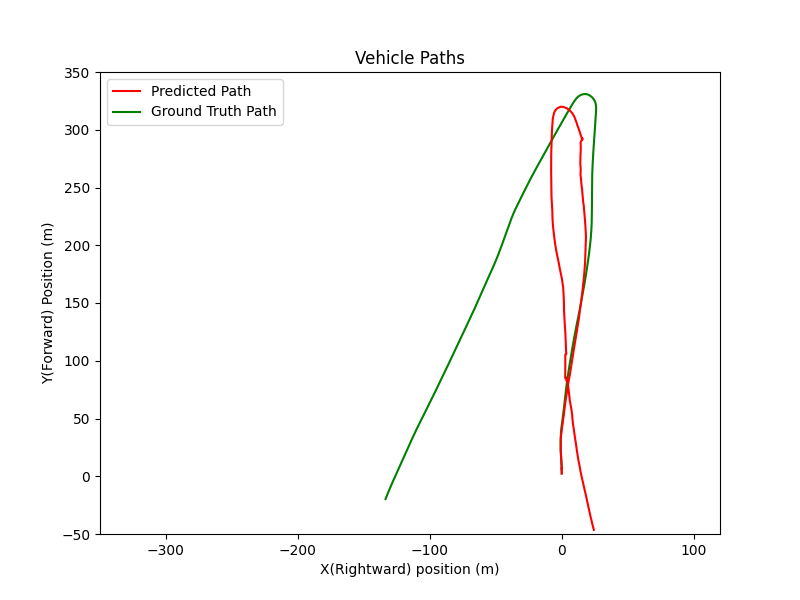 Vehicle Paths
Predicted Path
Ground Truth Path
350
300
250
200
150
100
50
0
−50
Y(Forward) Position (m)
−300
−200
−100
0
100
X(Rightward) position (m)